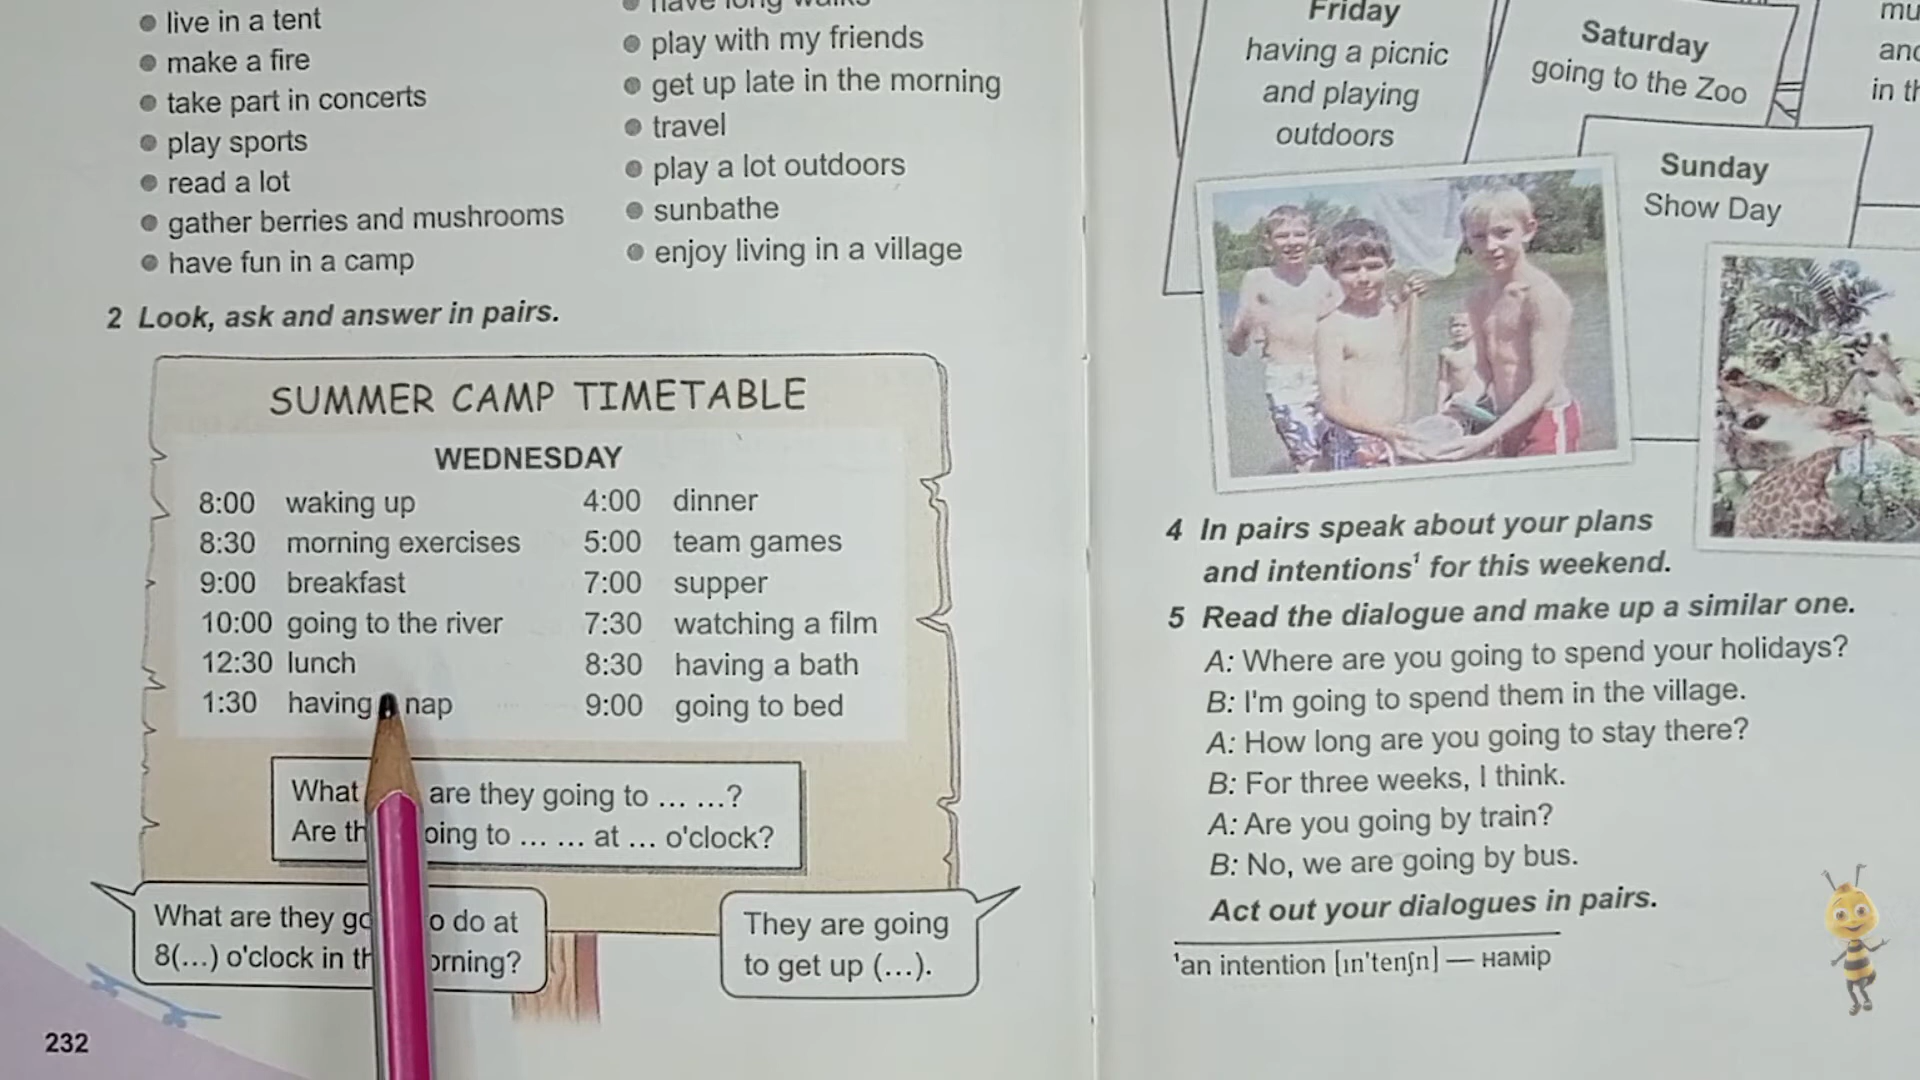 live in a tent
make a fire
take part in concerts
play sports
read a lot
gather berries and mushrooms
have fun in a camp
have long walks
play with my friends
get up late in the morning
travel
play a lot outdoors
sunbathe
enjoy living in a village
2 Look, ask and answer in pairs.
SUMMER CAMP TIMETABLE
WEDNESDAY
8:00 waking up
8:30 morning exercises
9:00 breakfast
10:00 going to the river
12:30 lunch
1:30 having nap
4:00 dinner
5:00 team games
7:00 supper
7:30 watching a film
8:30 having a bath
9:00 going to bed
What are they going to ... ...?
Are ... ... at ... o'clock?
What are they do at
8(...) o'clock in
They are going
to get up (...).
232
Friday
having a picnic
and playing
outdoors
Saturday
going to the Zoo
Sunday
Show Day
4 In pairs speak about your plans
and intentions¹ for this weekend.
5 Read the dialogue and make up a similar one.
A: Where are you going to spend your holidays?
B: I'm going to spend them in the village.
A: How long are you going to stay there?
B: For three weeks, I think.
A: Are you going by train?
B: No, we are going by bus.
Act out your dialogues in pairs.
¹an intention [ɪn'tenʃn] — намір